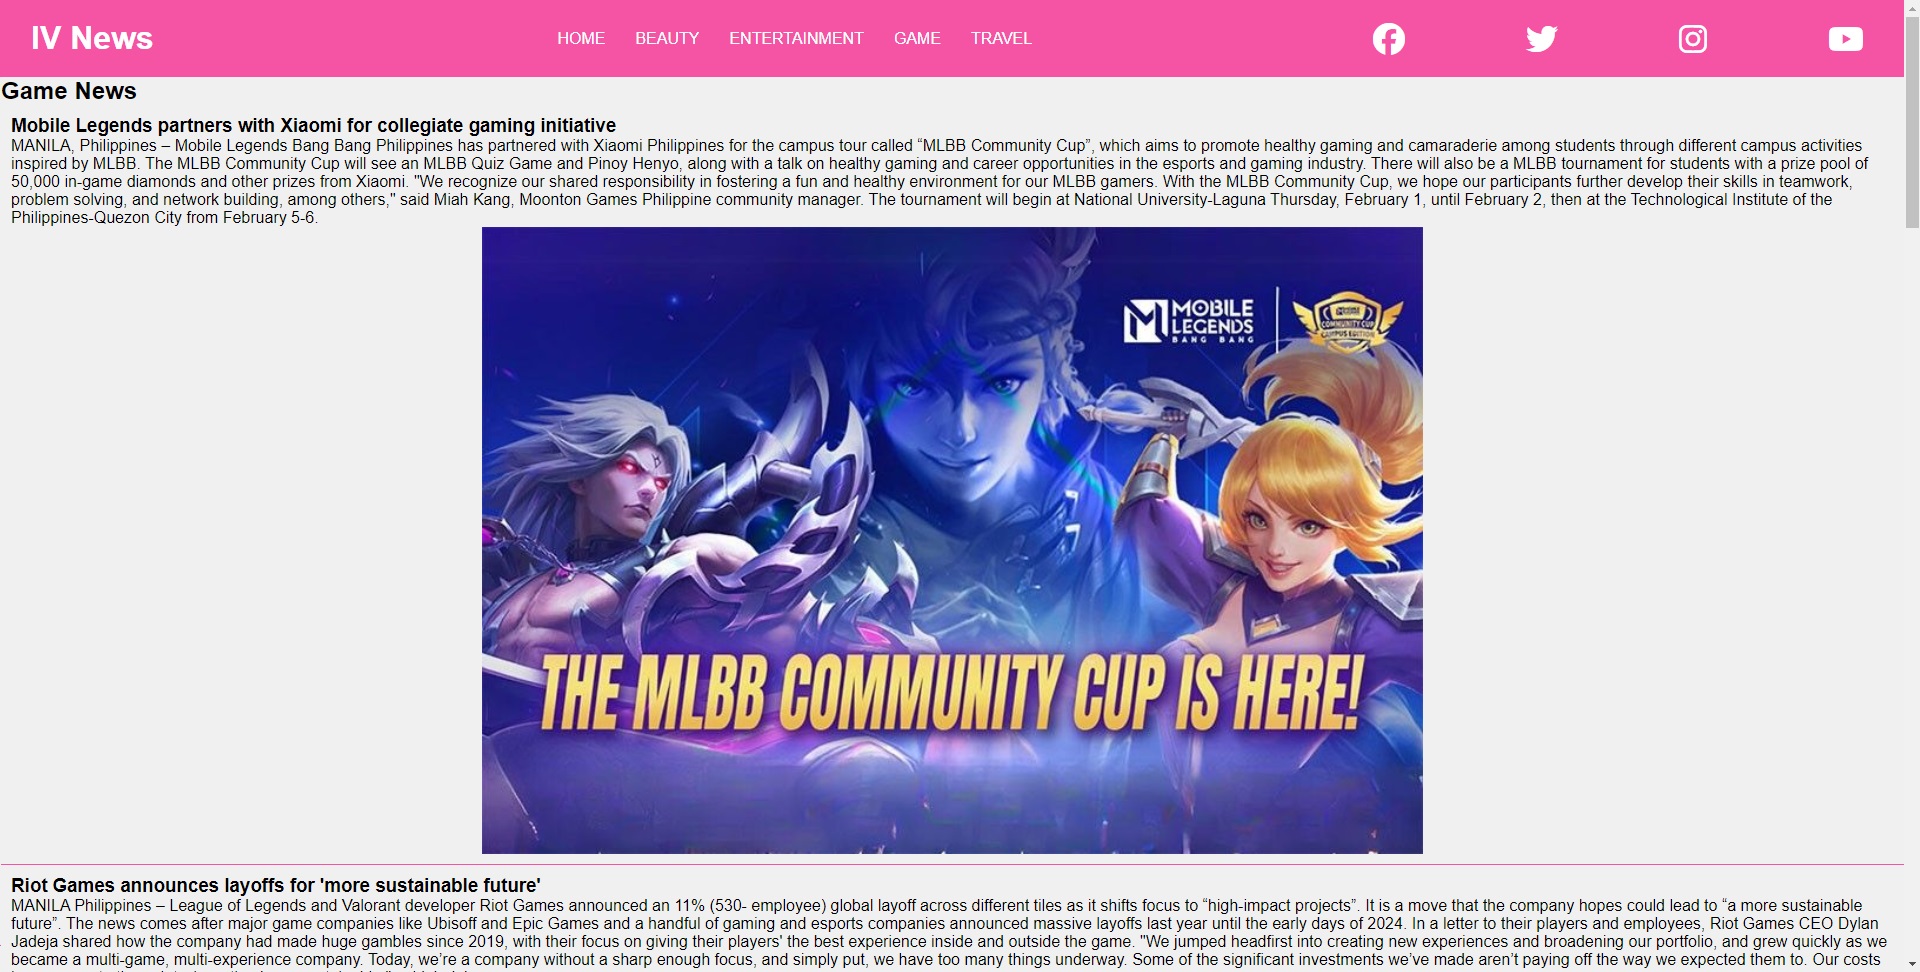 IV News
HOME BEAUTY ENTERTAINMENT GAME TRAVEL
Game News
Mobile Legends partners with Xiaomi for collegiate gaming initiative
MANILA, Philippines – Mobile Legends Bang Bang Philippines has partnered with Xiaomi Philippines for the campus tour called “MLBB Community Cup”, which aims to promote healthy gaming and camaraderie among students through different campus activities
inspired by MLBB. The MLBB Community Cup will see an MLBB Quiz Game and Pinoy Henyo, along with a talk on healthy gaming and career opportunities in the esports and gaming industry. There will also be a MLBB tournament for students with a prize pool of
50,000 in-game diamonds and other prizes from Xiaomi. "We recognize our shared responsibility in fostering a fun and healthy environment for our MLBB gamers. With the MLBB Community Cup, we hope our participants further develop their skills in teamwork,
problem solving, and network building, among others," said Miah Kang, Moonton Games Philippine community manager. The tournament will begin at National University-Laguna Thursday, February 1, until February 2, then at the Technological Institute of the
Philippines-Quezon City from February 5-6.
MOBILE
LEGENDS
BANG BANG
COMMUNITY CUP
CAMPUS EDITION
THE MLBB COMMUNITY CUP IS HERE!
Riot Games announces layoffs for 'more sustainable future'
MANILA Philippines – League of Legends and Valorant developer Riot Games announced an 11% (530- employee) global layoff across different tiles as it shifts focus to “high-impact projects”. It is a move that the company hopes could lead to “a more sustainable
future”. The news comes after major game companies like Ubisoff and Epic Games and a handful of gaming and esports companies announced massive layoffs last year until the early days of 2024. In a letter to their players and employees, Riot Games CEO Dylan
Jadeja shared how the company had made huge gambles since 2019, with their focus on giving their players' the best experience inside and outside the game. "We jumped headfirst into creating new experiences and broadening our portfolio, and grew quickly as we
became a multi-game, multi-experience company. Today, we’re a company without a sharp enough focus, and simply put, we have too many things underway. Some of the significant investments we’ve made aren’t paying off the way we expected them to. Our costs